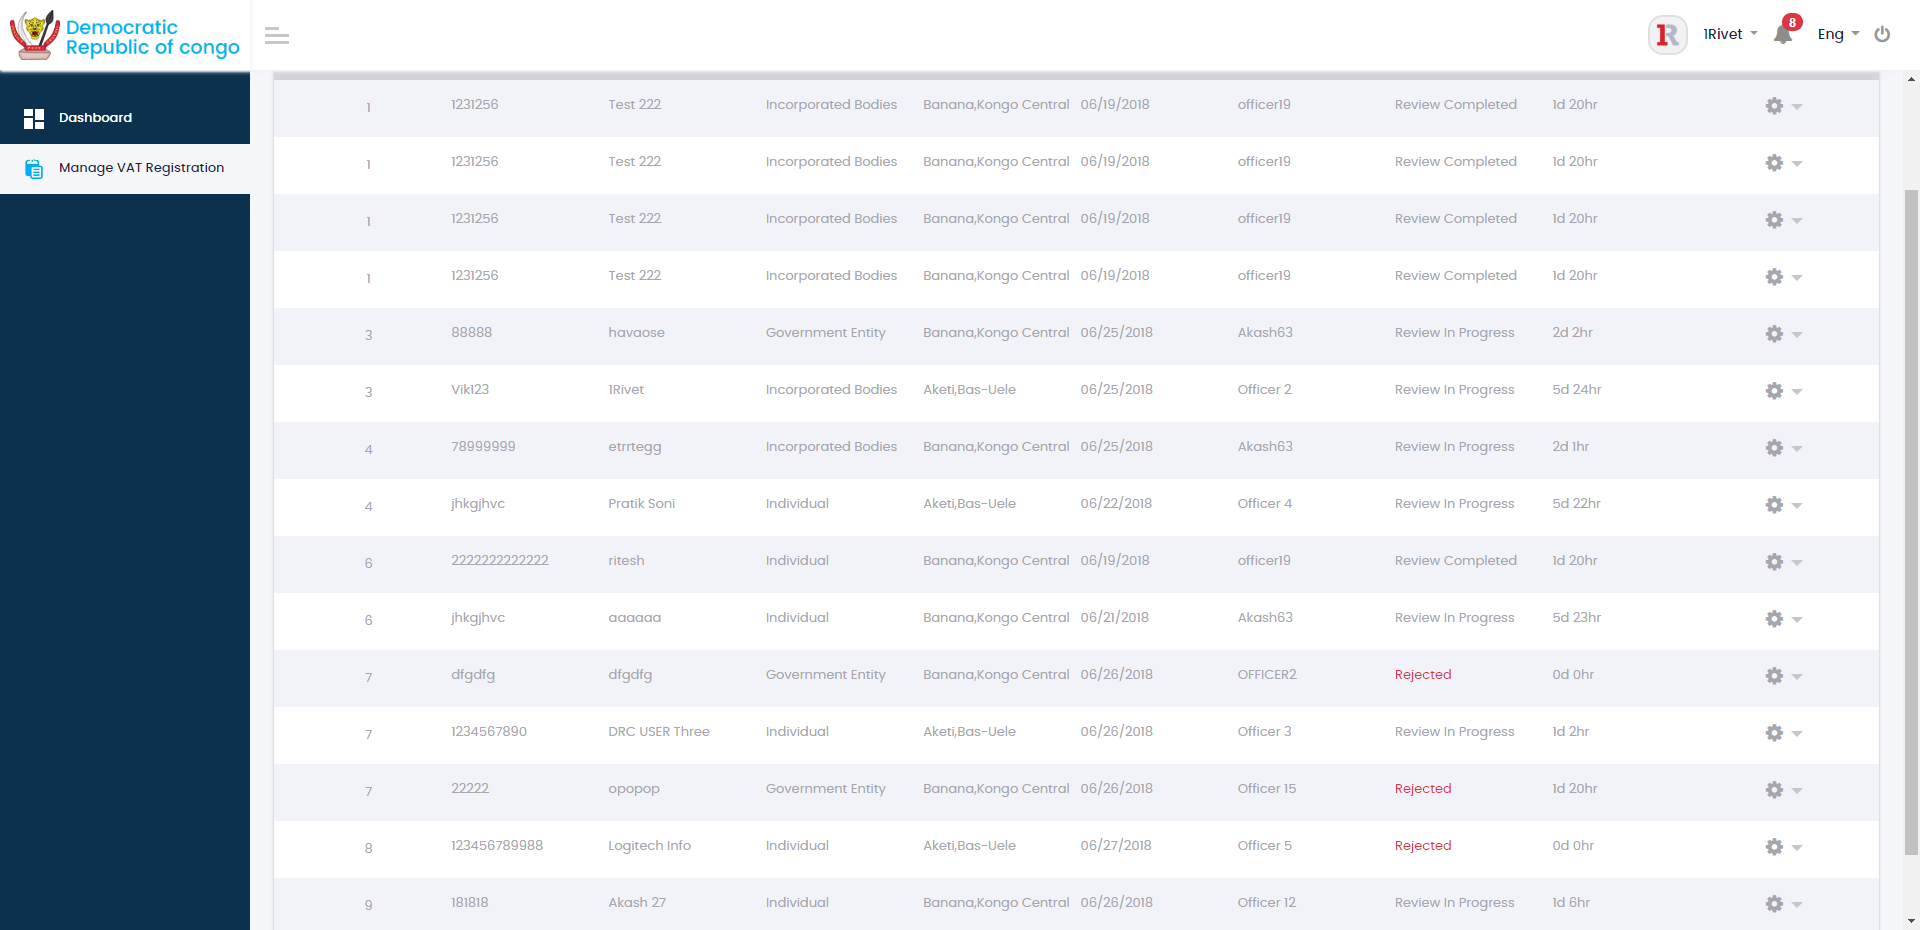 Democratic
Republic of congo
1R 1Rivet 8 Eng
Dashboard
Manage VAT Registration
1 1231256 Test 222 Incorporated Bodies Banana,Kongo Central 06/19/2018 officer19 Review Completed 1d 20hr
1 1231256 Test 222 Incorporated Bodies Banana,Kongo Central 06/19/2018 officer19 Review Completed 1d 20hr
1 1231256 Test 222 Incorporated Bodies Banana,Kongo Central 06/19/2018 officer19 Review Completed 1d 20hr
1 1231256 Test 222 Incorporated Bodies Banana,Kongo Central 06/19/2018 officer19 Review Completed 1d 20hr
3 88888 havaose Government Entity Banana,Kongo Central 06/25/2018 Akash63 Review In Progress 2d 2hr
3 Vik123 1Rivet Incorporated Bodies Aketi,Bas-Uele 06/25/2018 Officer 2 Review In Progress 5d 24hr
4 78999999 etrrtegg Incorporated Bodies Banana,Kongo Central 06/25/2018 Akash63 Review In Progress 2d 1hr
4 jhkgjhvc Pratik Soni Individual Aketi,Bas-Uele 06/22/2018 Officer 4 Review In Progress 5d 22hr
6 2222222222222 ritesh Individual Banana,Kongo Central 06/19/2018 officer19 Review Completed 1d 20hr
6 jhkgjhvc aaaaaa Individual Banana,Kongo Central 06/21/2018 Akash63 Review In Progress 5d 23hr
7 dfgdfg dfgdfg Government Entity Banana,Kongo Central 06/26/2018 OFFICER2 Rejected 0d 0hr
7 1234567890 DRC USER Three Individual Aketi,Bas-Uele 06/26/2018 Officer 3 Review In Progress 1d 2hr
7 22222 opopop Government Entity Banana,Kongo Central 06/26/2018 Officer 15 Rejected 1d 20hr
8 123456789988 Logitech Info Individual Aketi,Bas-Uele 06/27/2018 Officer 5 Rejected 0d 0hr
9 181818 Akash 27 Individual Banana,Kongo Central 06/26/2018 Officer 12 Review In Progress 1d 6hr